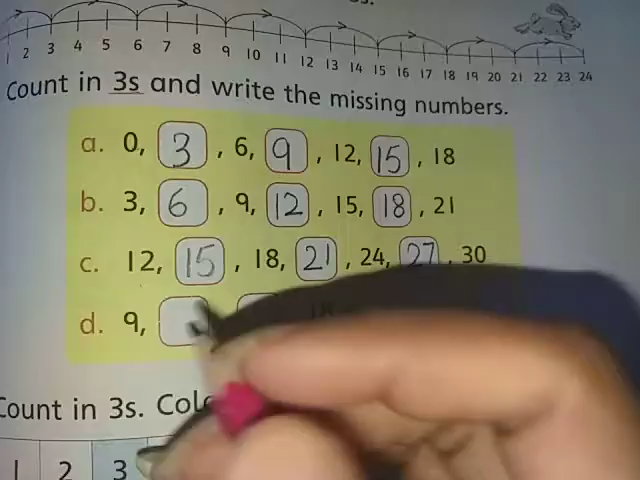 1 2 3 4 5 6 7 8 9 10 11 12 13 14 15 16 17 18 19 20 21 22 23 24
Count in 3s and write the missing numbers.
a. 0, 3, 6, 9, 12, 15, 18
b. 3, 6, 9, 12, 15, 18, 21
c. 12, 15, 18, 21, 24, 27, 30
d. 9,
Count in 3s.
1 2 3